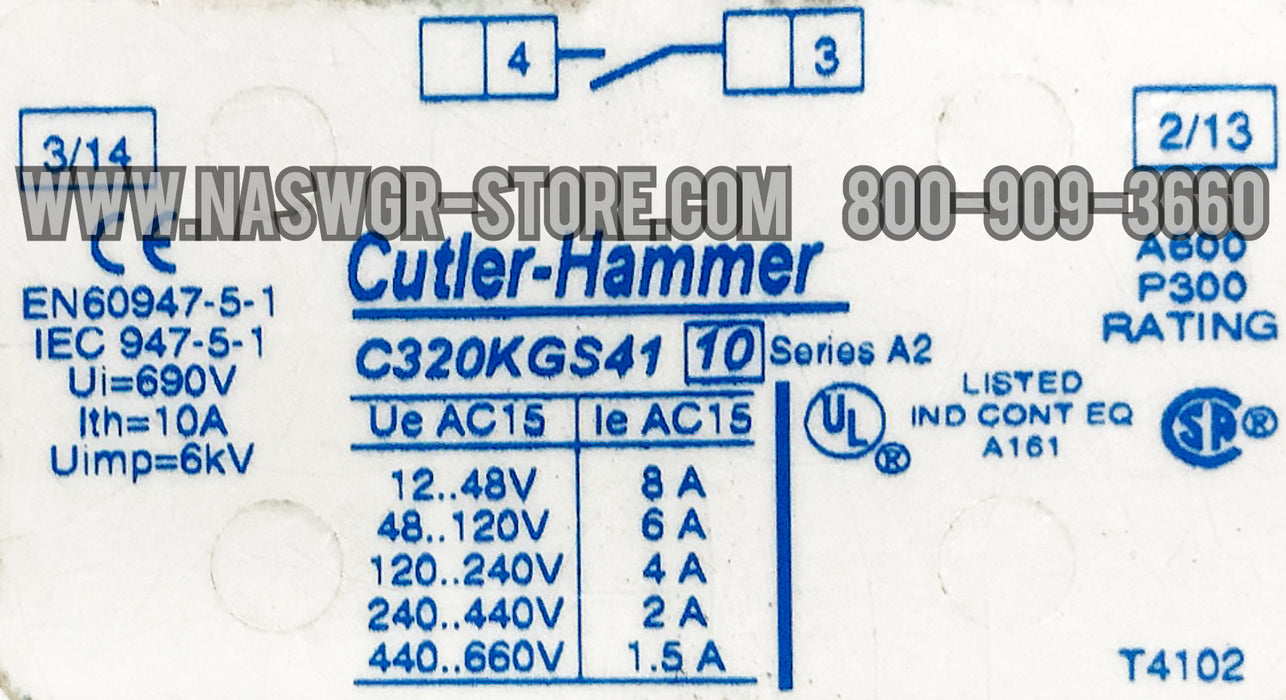 4 3
3/14
2/13
WWW.NASWGR-STORE.COM 800-909-3660
CE
EN60947-5-1
IEC 947-5-1
Ui=690V
Ith=10A
Uimp=6kV
Cutler-Hammer
C320KGS41 10 Series A2
Ue AC15 Ie AC15
12..48V 8 A
48..120V 6 A
120..240V 4 A
240..440V 2 A
440..660V 1.5 A
A600
P300
RATING
UL ®
LISTED
IND CONT EQ
A161
SA ®
T4102